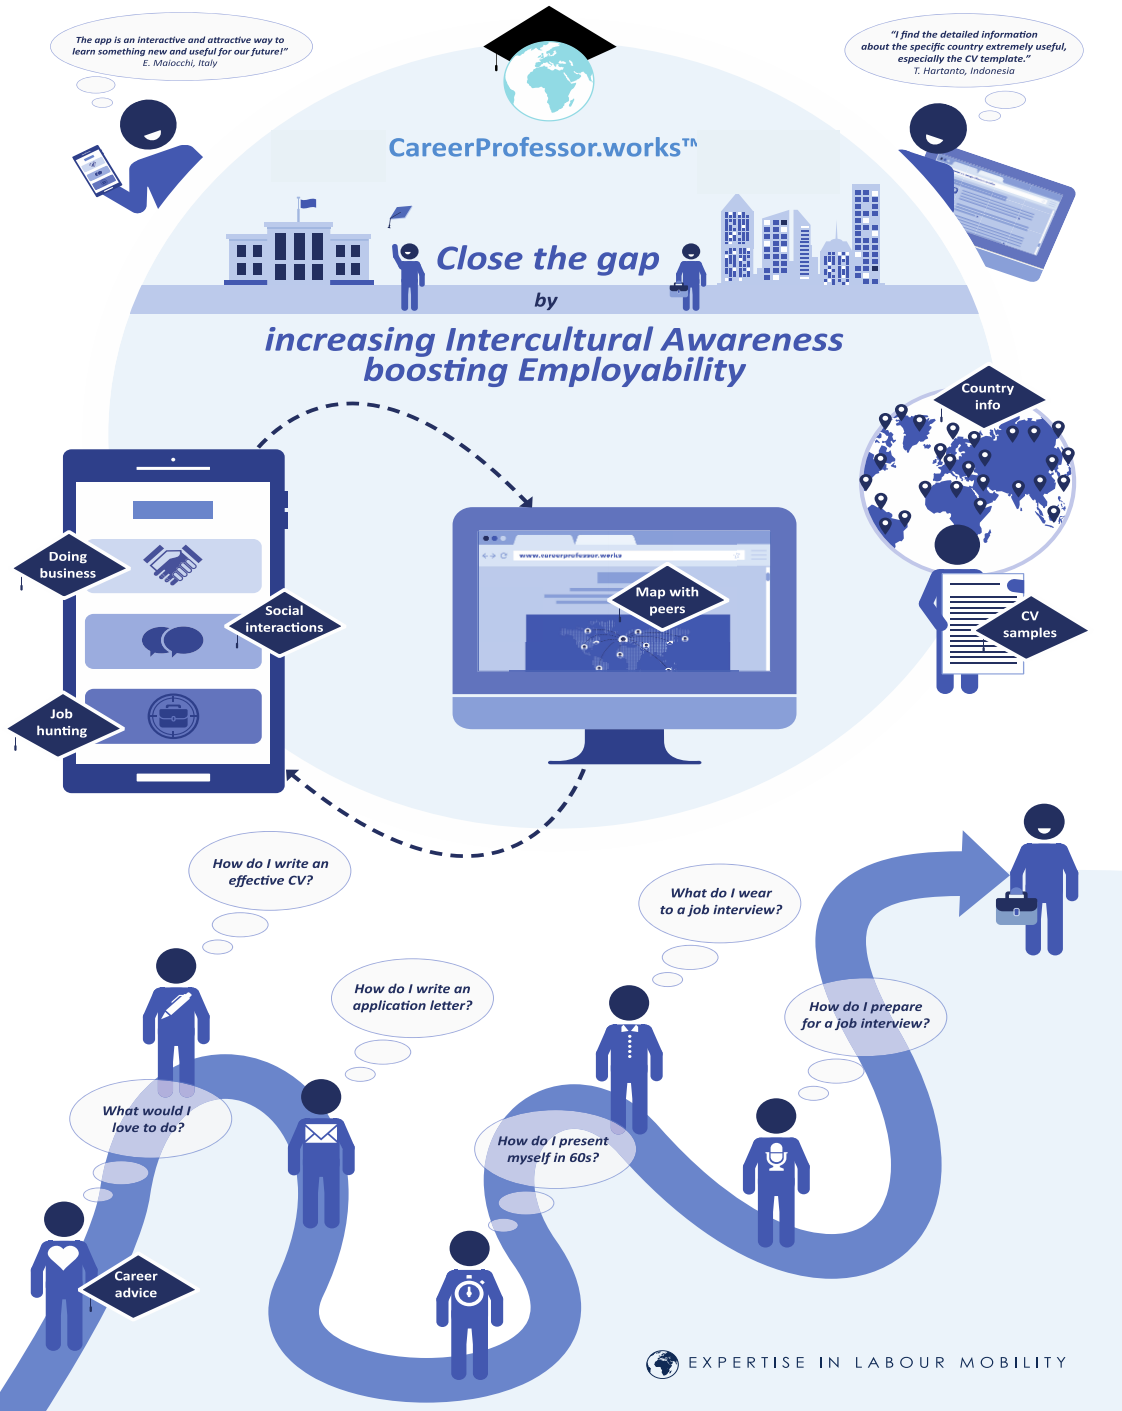 The app is an interactive and attractive way to
learn something new and useful for our future!”
E. Maiocchi, Italy
“I find the detailed information
about the specific country extremely useful,
especially the CV template.”
T. Hartanto, Indonesia
CareerProfessor.works™
Close the gap
by
increasing Intercultural Awareness
boosting Employability
Country
info
Doing
business
Social
interactions
Job
hunting
www.careerprofessor.works
Map with
peers
CV
samples
How do I write an
effective CV?
What do I wear
to a job interview?
How do I write an
application letter?
How do I prepare
for a job interview?
What would I
love to do?
How do I present
myself in 60s?
Career
advice
EXPERTISE IN LABOUR MOBILITY